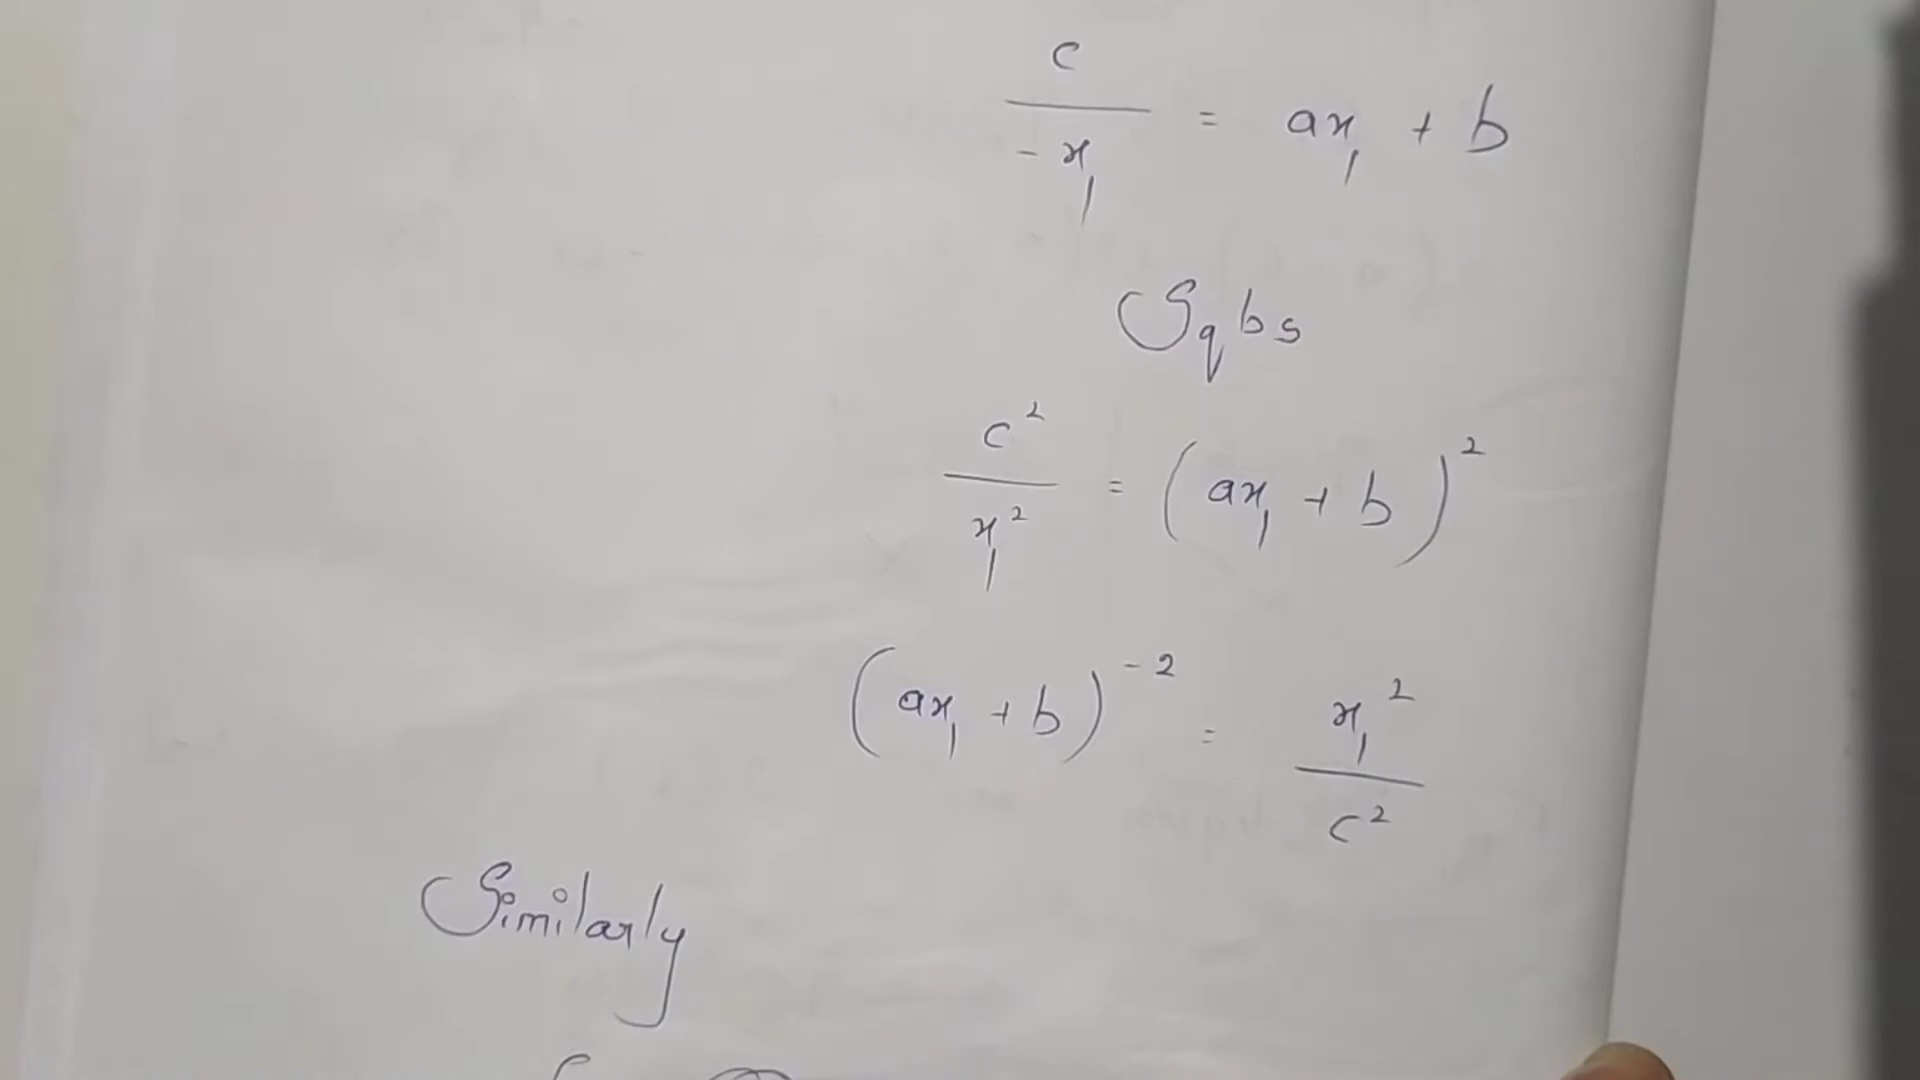 c / -x₁ = ax₁ + b
Sqbs
c² / x₁² = (ax₁ + b)²
(ax₁ + b)⁻² = x₁² / c²
Similarly